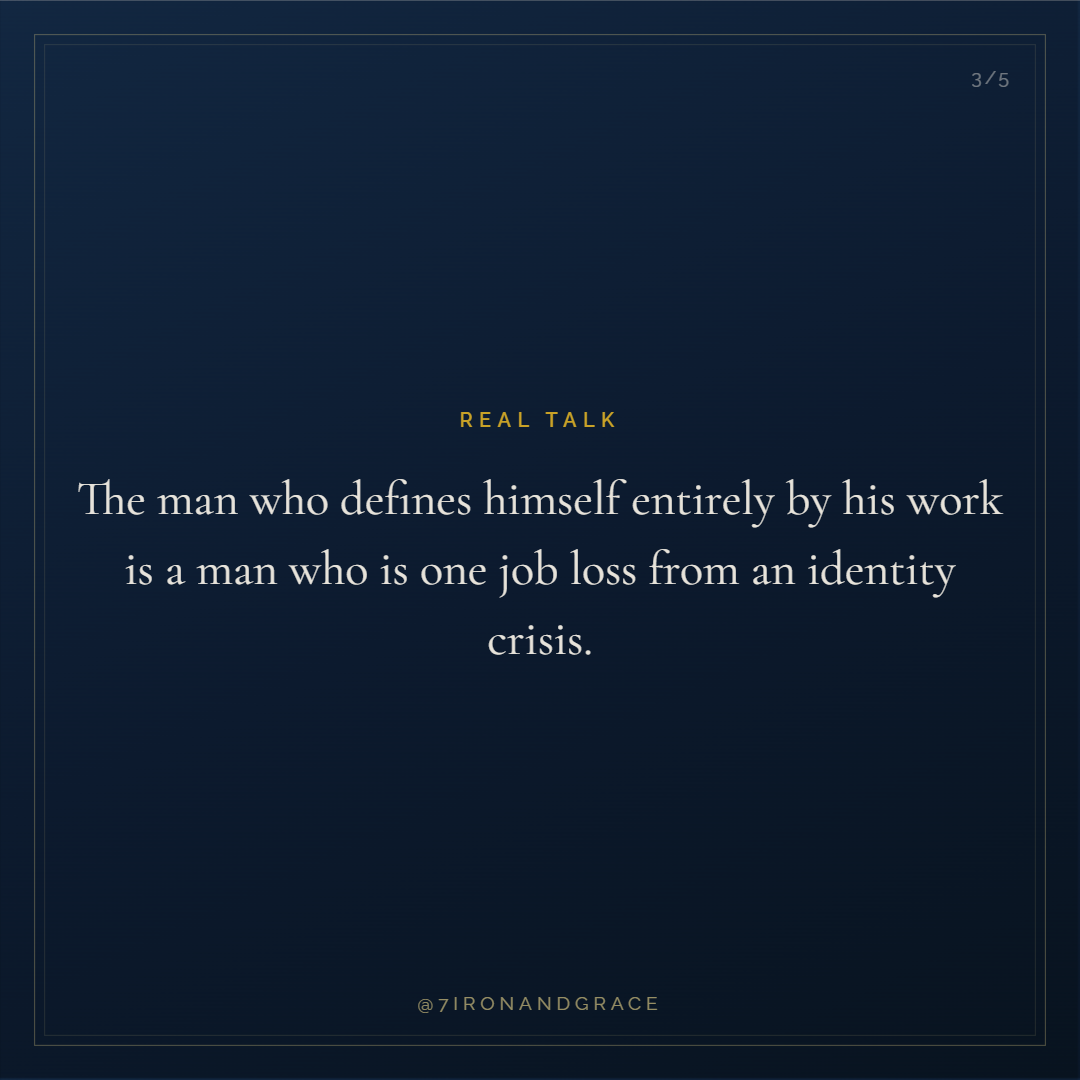 3/5
REAL TALK
The man who defines himself entirely by his work
is a man who is one job loss from an identity
crisis.
@7IRONANDGRACE